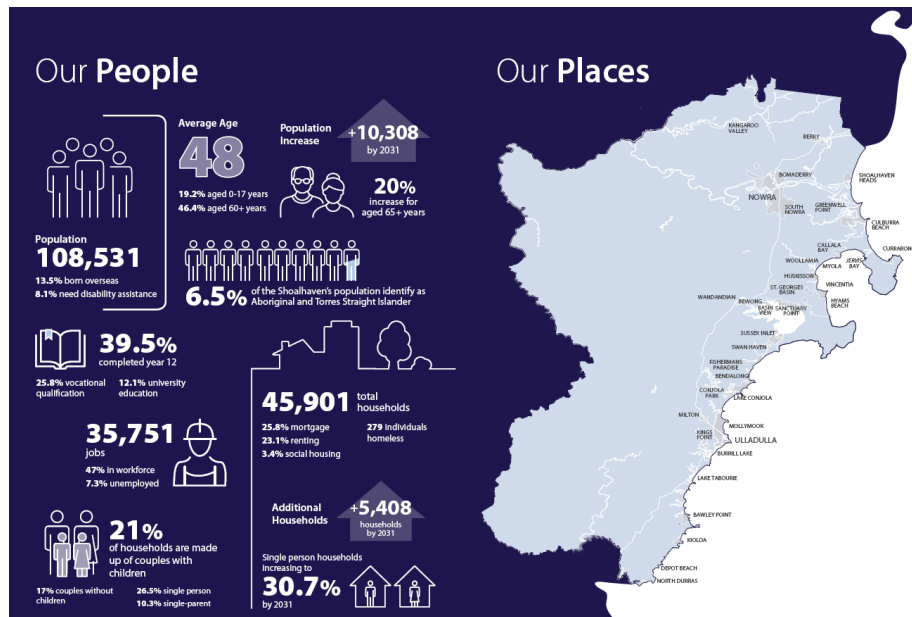 Our People
Average Age
48
19.2% aged 0-17 years
46.4% aged 60+ years
Population
Increase
+10,308
by 2031
20%
increase for
aged 65+ years
Population
108,531
13.5% born overseas
8.1% need disability assistance
6.5% of the Shoalhaven's population identify as
Aboriginal and Torres Straight Islander
39.5%
completed year 12
25.8% vocational
qualification
12.1% university
education
35,751
jobs
47% in workforce
7.3% unemployed
21%
of households are made
up of couples with
children
17% couples without
children
26.5% single person
10.3% single-parent
45,901 total
households
25.8% mortgage
23.1% renting
3.4% social housing
279 individuals
homeless
Additional
Households
+5,408
households
by 2031
Single person households
increasing to
30.7%
by 2031
Our Places
KANGAROO
VALLEY
BERRY
BOMADERRY
SHOALHAVEN
HEADS
NOWRA
SOUTH
NOWRA
GREENWELL
POINT
CULBURRA
BEACH
CALLALA
BAY
CURRARON
WOOLLAMIA
MYOLA
JERVIS
BAY
HUSKISSON
VINCENTIA
ST. GEORGES
BASIN
WANDANDIAN
BEWONG
BASIN
VIEW
SANCTUARY
POINT
HYAMS
BEACH
SUSSEX INLET
SWAN HAVEN
FISHERMANS
PARADISE
BENDALONG
CONJOLA
PARK
LAKE CONJOLA
MILTON
MOLLYMOOK
KINGS
POINT
ULLADULLA
BURRILL LAKE
LAKE TABOURIE
BAWLEY POINT
KIOLOA
DEPOT BEACH
NORTH DURRAS